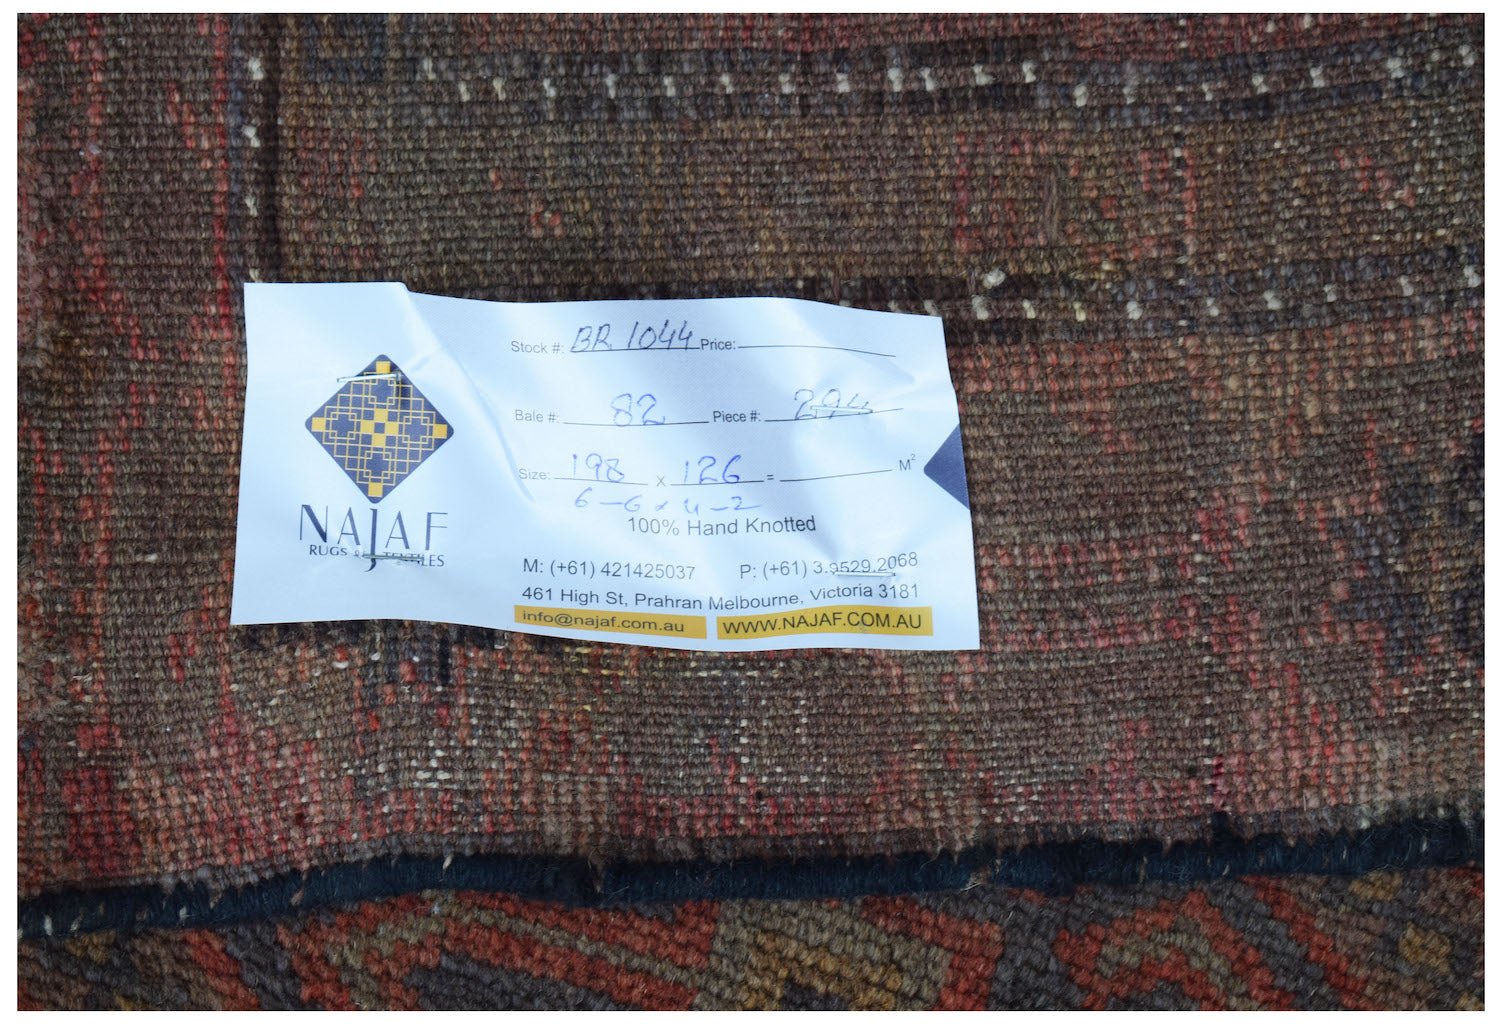 Stock #: BR 1044 Price:
Bale #: 82 Piece #: 294
Size: 198 x 126 = M²
6-6 x 4-2
100% Hand Knotted
NAJAF
RUGS & TEXTILES
M: (+61) 421425037 P: (+61) 3.9529.2068
461 High St, Prahran Melbourne, Victoria 3181
info@najaf.com.au WWW.NAJAF.COM.AU